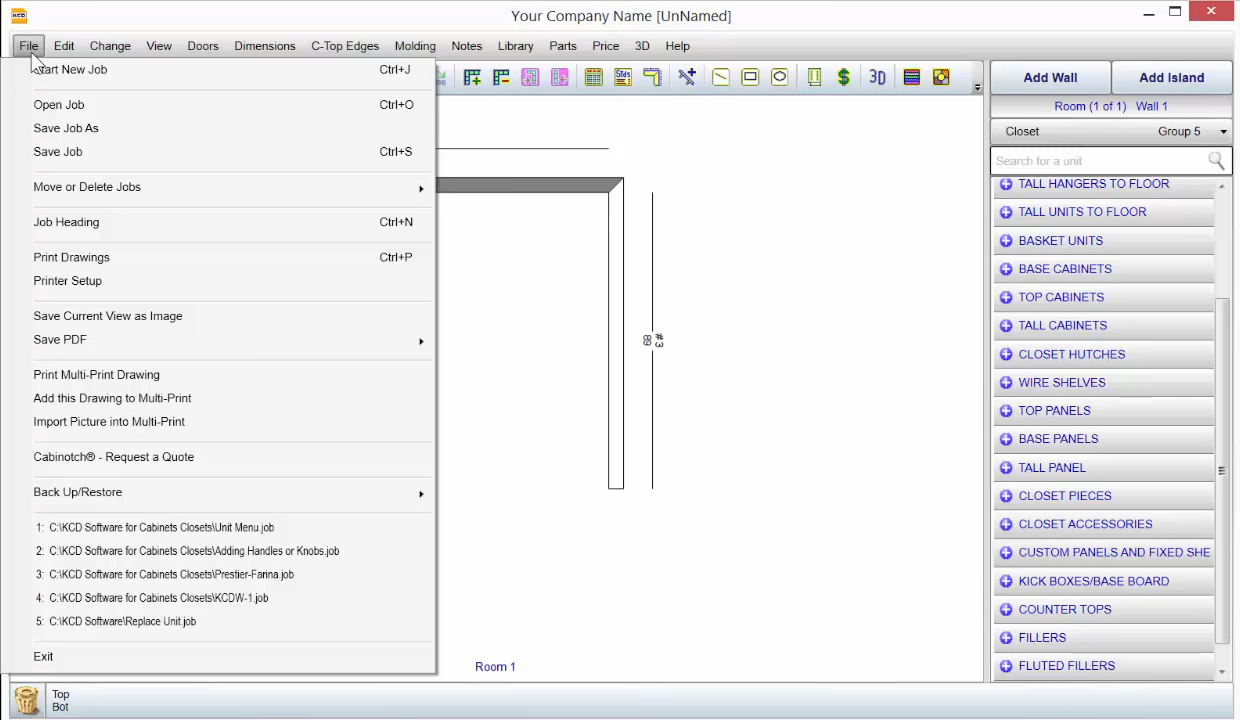 KCD
Your Company Name [UnNamed]
File Edit Change View Doors Dimensions C-Top Edges Molding Notes Library Parts Price 3D Help
Start New Job Ctrl+J
Open Job Ctrl+O
Save Job As
Save Job Ctrl+S
Move or Delete Jobs
Job Heading Ctrl+N
Print Drawings Ctrl+P
Printer Setup
Save Current View as Image
Save PDF
Print Multi-Print Drawing
Add this Drawing to Multi-Print
Import Picture into Multi-Print
Cabinotch® - Request a Quote
Back Up/Restore
1: C:\KCD Software for Cabinets Closets\Unit Menu.job
2: C:\KCD Software for Cabinets Closets\Adding Handles or Knobs.job
3: C:\KCD Software for Cabinets Closets\Prestier-Farina.job
4: C:\KCD Software for Cabinets Closets\KCDW-1.job
5: C:\KCD Software\Replace Unit.job
Exit
Sfds
$
3D
#3
89
Room 1
Add Wall Add Island
Room (1 of 1) Wall 1
Closet Group 5
Search for a unit
TALL HANGERS TO FLOOR
TALL UNITS TO FLOOR
BASKET UNITS
BASE CABINETS
TOP CABINETS
TALL CABINETS
CLOSET HUTCHES
WIRE SHELVES
TOP PANELS
BASE PANELS
TALL PANEL
CLOSET PIECES
CLOSET ACCESSORIES
CUSTOM PANELS AND FIXED SHE
KICK BOXES/BASE BOARD
COUNTER TOPS
FILLERS
FLUTED FILLERS
Top
Bot